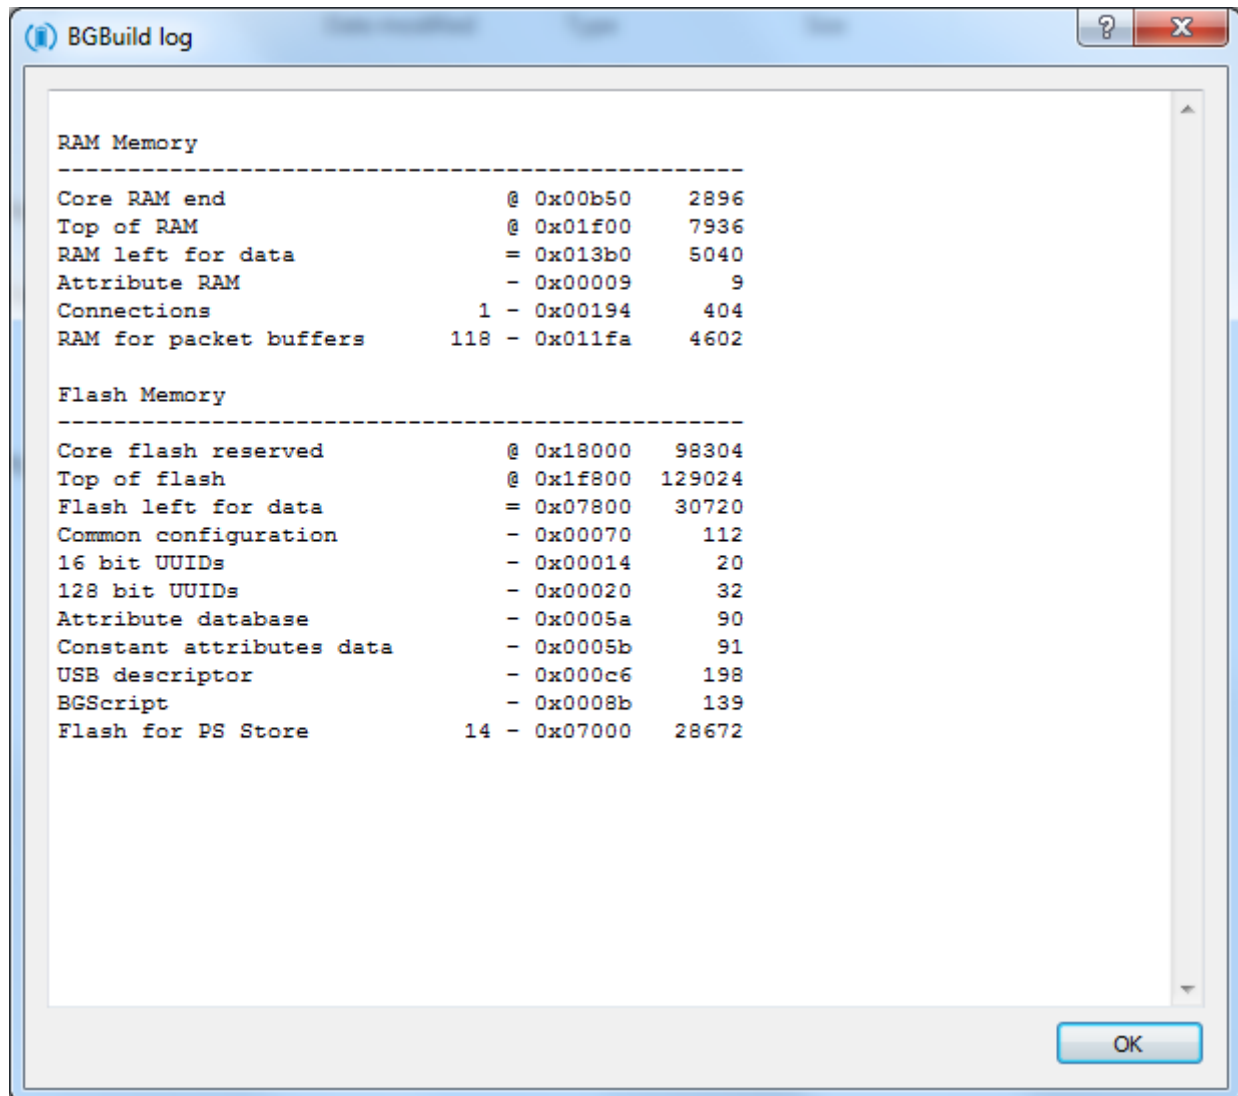 BGBuild log
RAM Memory
-------------------------------------------------
Core RAM end                    @ 0x00b50    2896
Top of RAM                      @ 0x01f00    7936
RAM left for data               = 0x013b0    5040
Attribute RAM                   - 0x00009       9
Connections                   1 - 0x00194     404
RAM for packet buffers      118 - 0x011fa    4602
Flash Memory
-------------------------------------------------
Core flash reserved             @ 0x18000   98304
Top of flash                    @ 0x1f800  129024
Flash left for data             = 0x07800   30720
Common configuration            - 0x00070     112
16 bit UUIDs                    - 0x00014      20
128 bit UUIDs                   - 0x00020      32
Attribute database              - 0x0005a      90
Constant attributes data        - 0x0005b      91
USB descriptor                  - 0x000c6     198
BGScript                        - 0x0008b     139
Flash for PS Store           14 - 0x07000   28672
OK